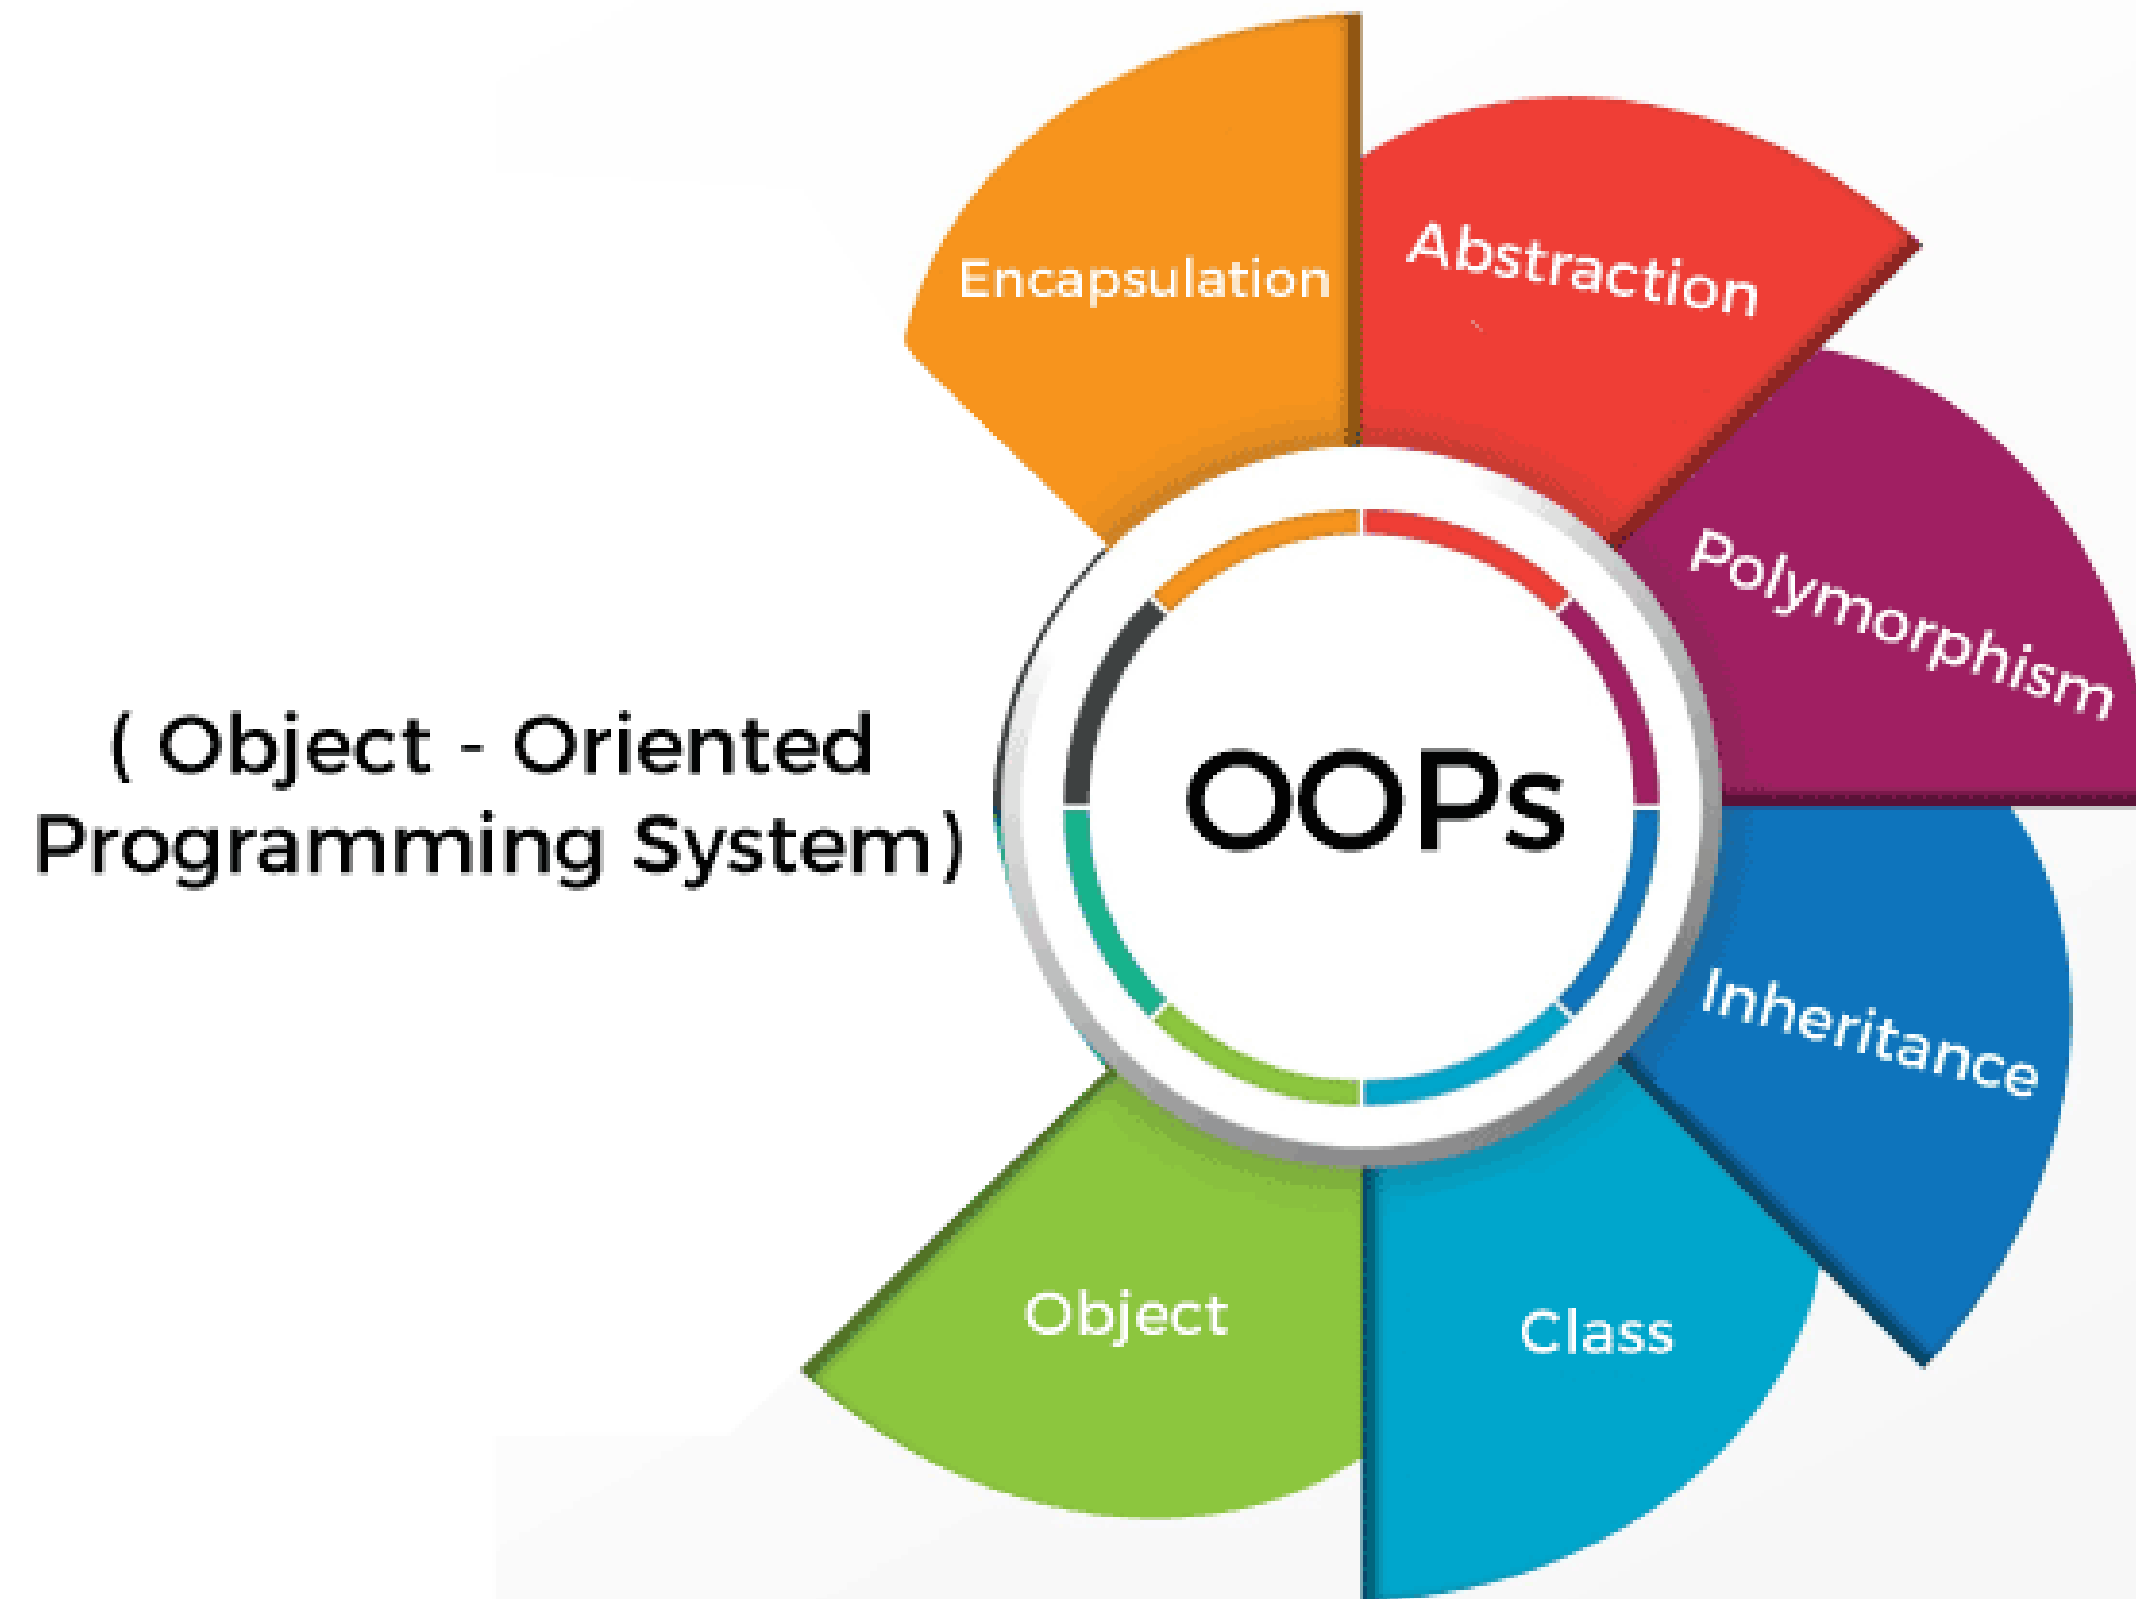 Encapsulation
Abstraction
Polymorphism
( Object - Oriented
Programming System)
OOPs
Inheritance
Object
Class